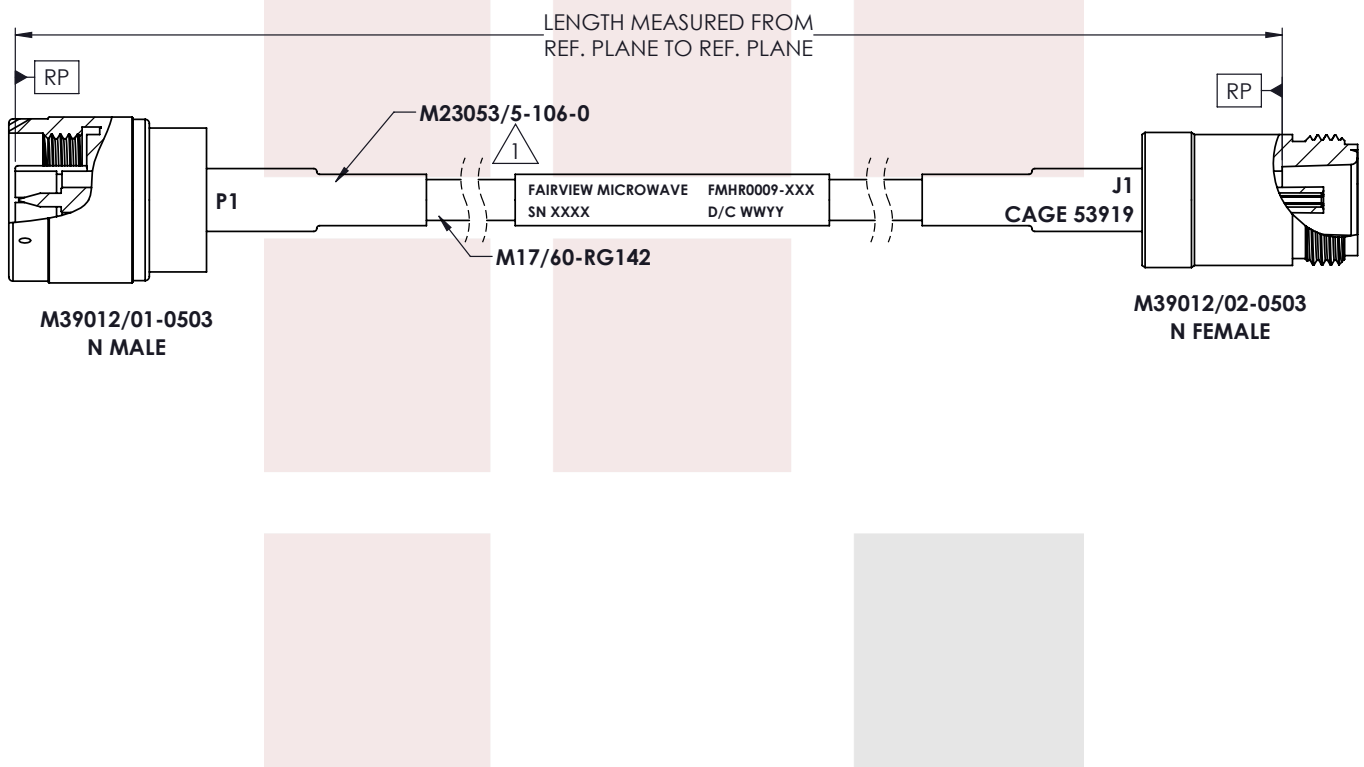 LENGTH MEASURED FROM
REF. PLANE TO REF. PLANE
RP
RP
M23053/5-106-0
1
P1
FAIRVIEW MICROWAVE FMHR0009-XXX
SN XXXX D/C WWYY
J1
CAGE 53919
M17/60-RG142
M39012/01-0503
N MALE
M39012/02-0503
N FEMALE